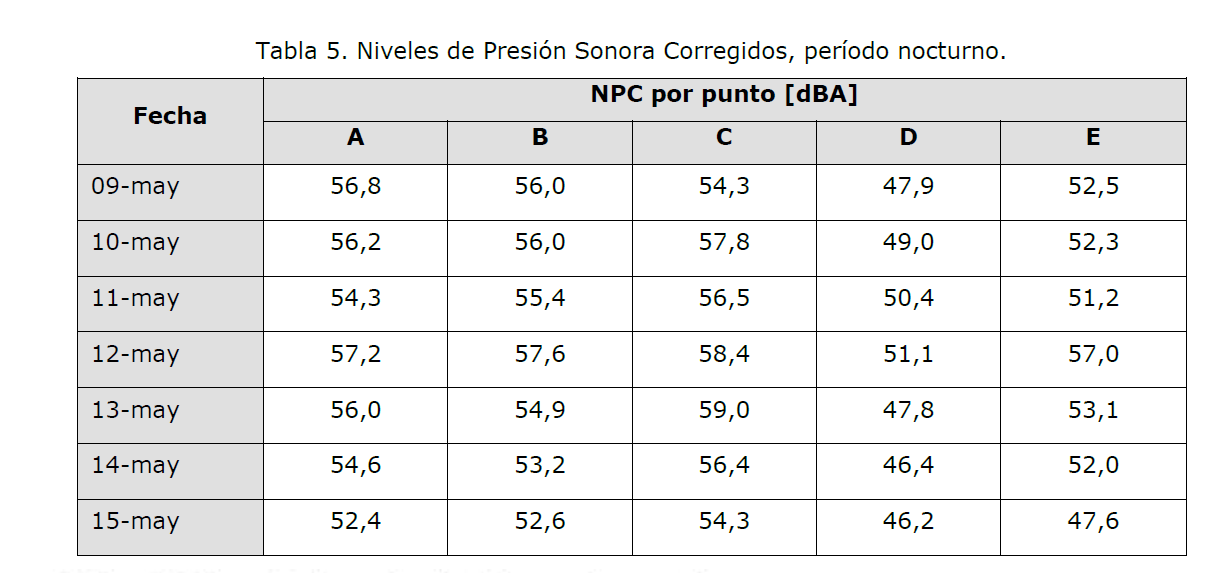 Tabla 5. Niveles de Presión Sonora Corregidos, período nocturno.
Fecha NPC por punto [dBA]
A B C D E
09-may 56,8 56,0 54,3 47,9 52,5
10-may 56,2 56,0 57,8 49,0 52,3
11-may 54,3 55,4 56,5 50,4 51,2
12-may 57,2 57,6 58,4 51,1 57,0
13-may 56,0 54,9 59,0 47,8 53,1
14-may 54,6 53,2 56,4 46,4 52,0
15-may 52,4 52,6 54,3 46,2 47,6